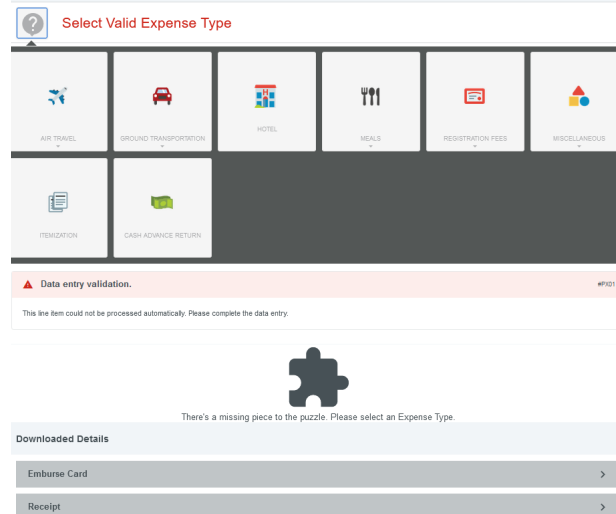 Select Valid Expense Type
AIR TRAVEL
GROUND TRANSPORTATION
HOTEL
MEALS
REGISTRATION FEES
MISCELLANEOUS
ITEMIZATION
CASH ADVANCE RETURN
Data entry validation.
#PX01
This line item could not be processed automatically. Please complete the data entry.
There's a missing piece to the puzzle. Please select an Expense Type.
Downloaded Details
Emburse Card
Receipt